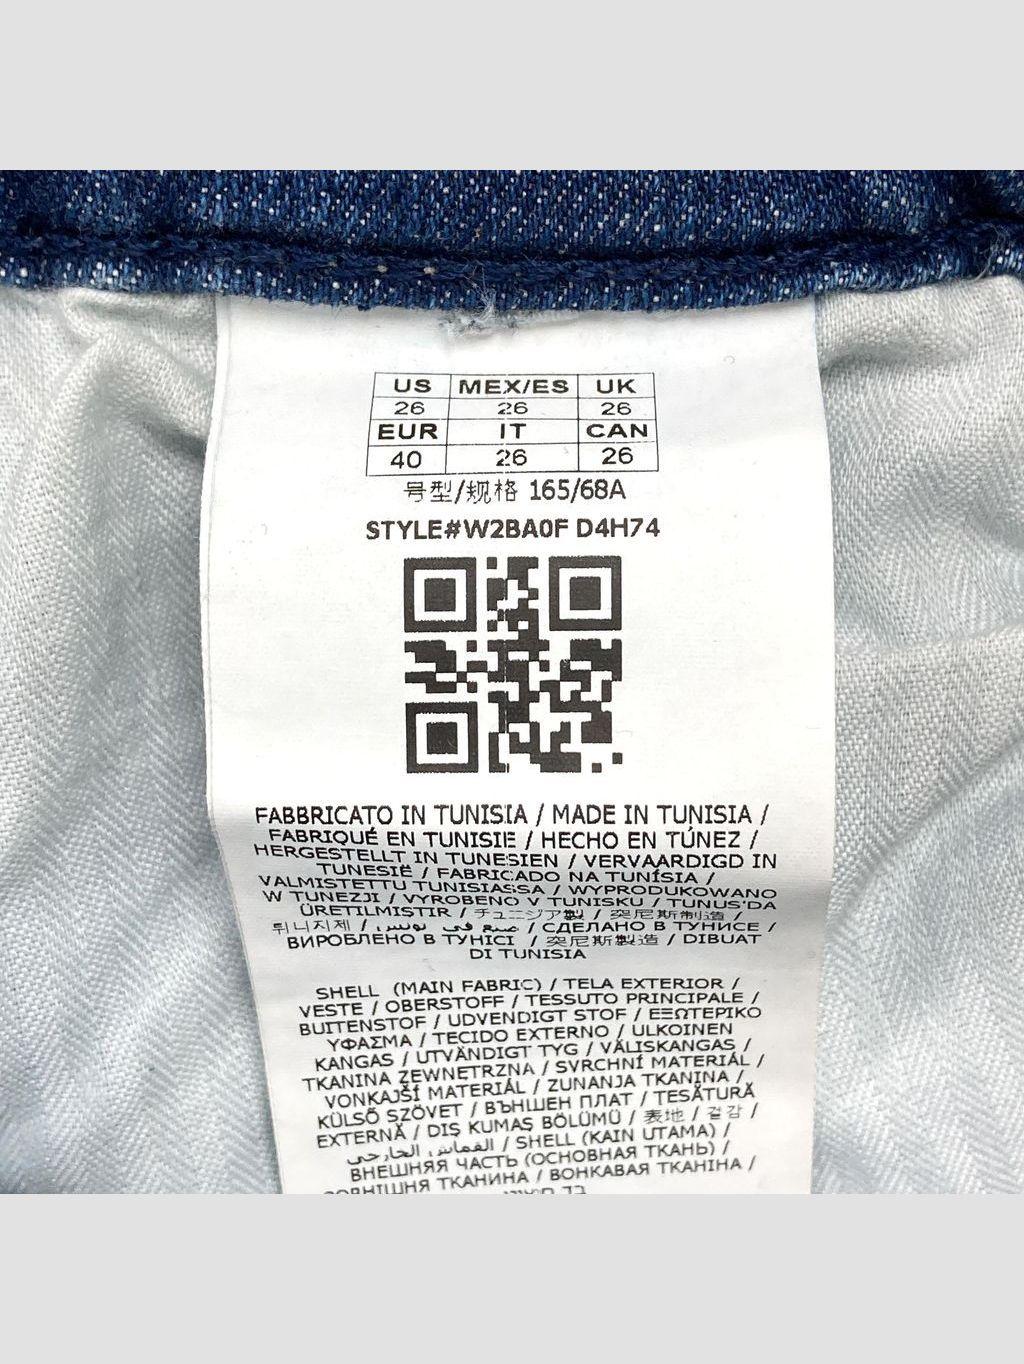 US MEX/ES UK
26 26 26
EUR IT CAN
40 26 26
号型/规格 165/68A
STYLE#W2BA0F D4H74
FABBRICATO IN TUNISIA / MADE IN TUNISIA /
FABRIQUÉ EN TUNISIE / HECHO EN TÚNEZ /
HERGESTELLT IN TUNESIEN / VERVAARDIGD IN
TUNESIË / FABRICADO NA TUNÍSIA /
VALMISTETTU TUNISIASSA / WYPRODUKOWANO
W TUNEZJI / VYROBENO V TUNISKU / TUNUS'DA
ÜRETILMISTIR / チュニジア製 / 突尼斯制造 /
튀니지제 / صنع في تونس / СДЕЛАНО В ТУНИСЕ /
ВИРОБЛЕНО В ТУНІСІ / 突尼斯製造 / DIBUAT
DI TUNISIA
SHELL (MAIN FABRIC) / TELA EXTERIOR /
VESTE / OBERSTOFF / TESSUTO PRINCIPALE /
BUITENSTOF / UDVENDIGT STOF / ΕΞΩΤΕΡΙΚΟ
ΥΦΑΣΜΑ / TECIDO EXTERNO / ULKOINEN
KANGAS / UTVÄNDIGT TYG / VÄLISKANGAS /
TKANINA ZEWNĘTRZNA / SVRCHNÍ MATERIÁL /
VONKAJŠÍ MATERIÁL / ZUNANJA TKANINA /
KÜLSŐ SZÖVET / ВЪНШЕН ПЛАТ / ȚESĂTURĂ
EXTERNĂ / DIŞ KUMAŞ BÖLÜMÜ / 表地 / 겉감 /
القماش الخارجي / SHELL (KAIN UTAMA) /
ВНЕШНЯЯ ЧАСТЬ (ОСНОВНАЯ ТКАНЬ) /
ЗОВНІШНЯ ТКАНИНА / ВОНКАВАЯ ТКАНІНА /